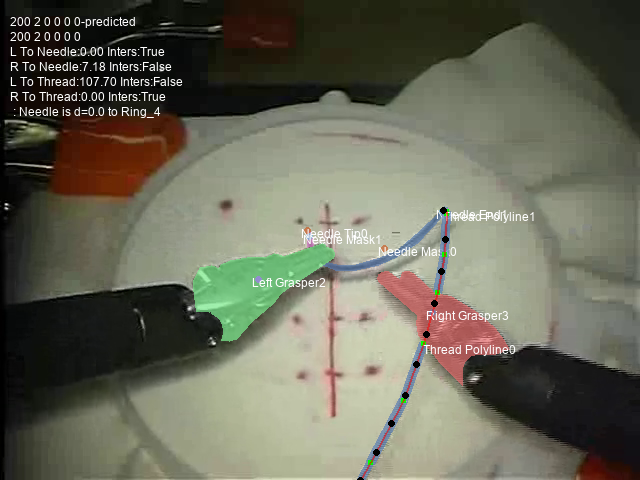 200 2 0 0 0 0-predicted
200 2 0 0 0 0
L To Needle:0.00 Inters:True
R To Needle:7.18 Inters:False
L To Thread:107.70 Inters:False
R To Thread:0.00 Inters:True
: Needle is d=0.0 to Ring_4
Needle End1
Thread Polyline1
Needle Tip0
Needle Mask1
Needle Mask0
Left Grasper2
Right Grasper3
Thread Polyline0